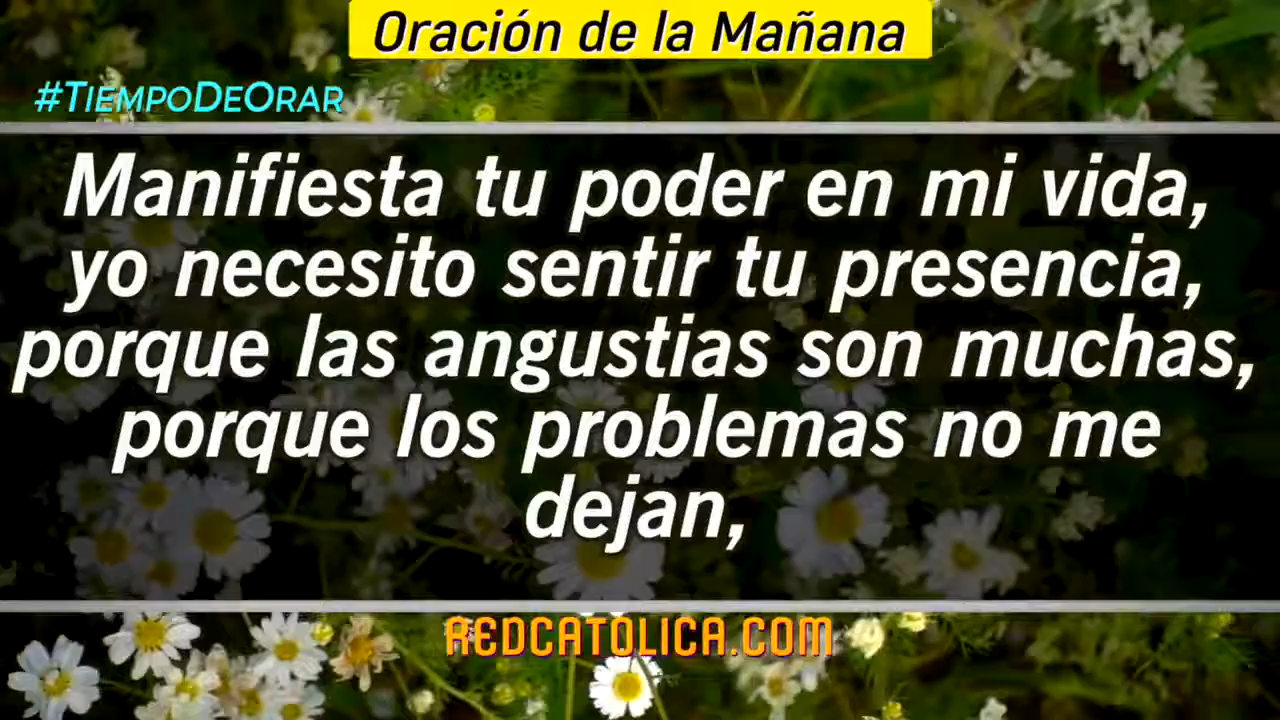 Oración de la Mañana
#TiempoDeOrar
Manifiesta tu poder en mi vida,
yo necesito sentir tu presencia,
porque las angustias son muchas,
porque los problemas no me
dejan,
REDCATOLICA.COM